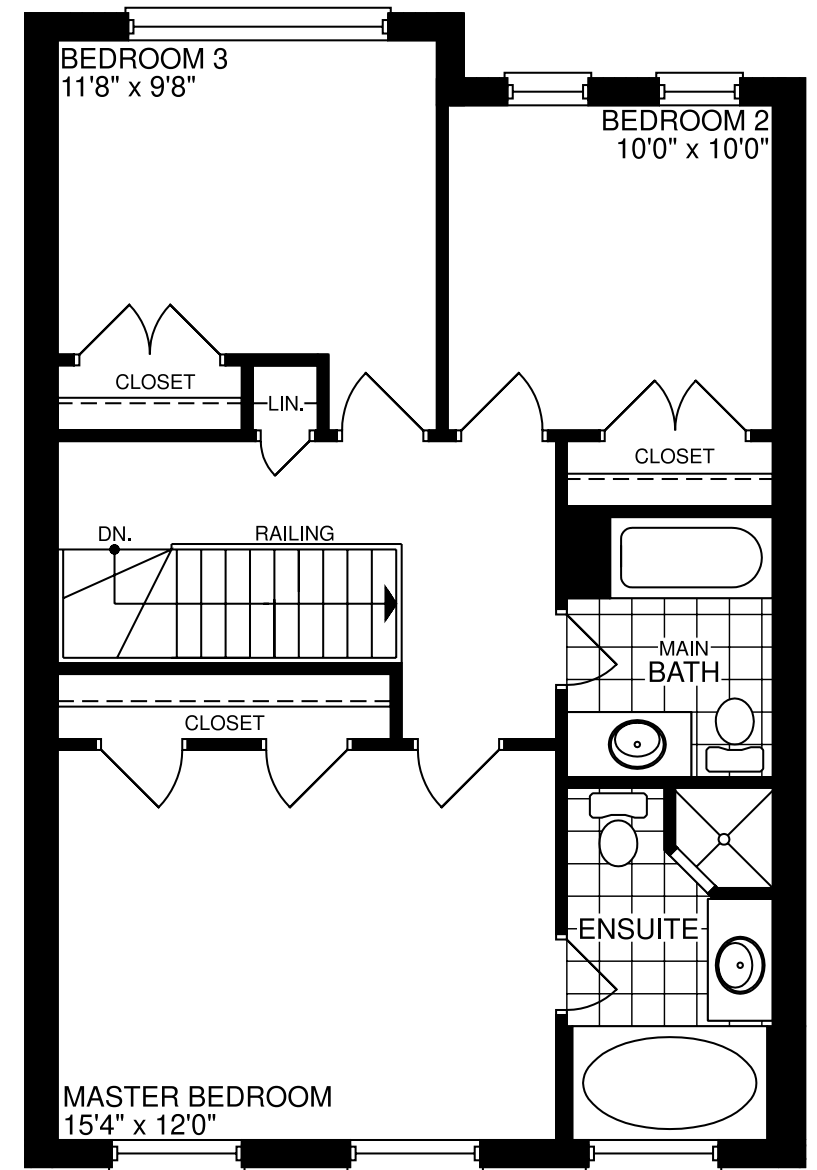 BEDROOM 3
11'8" x 9'8"
BEDROOM 2
10'0" x 10'0"
CLOSET
LIN.
CLOSET
DN.
RAILING
MAIN
BATH
CLOSET
ENSUITE
MASTER BEDROOM
15'4" x 12'0"